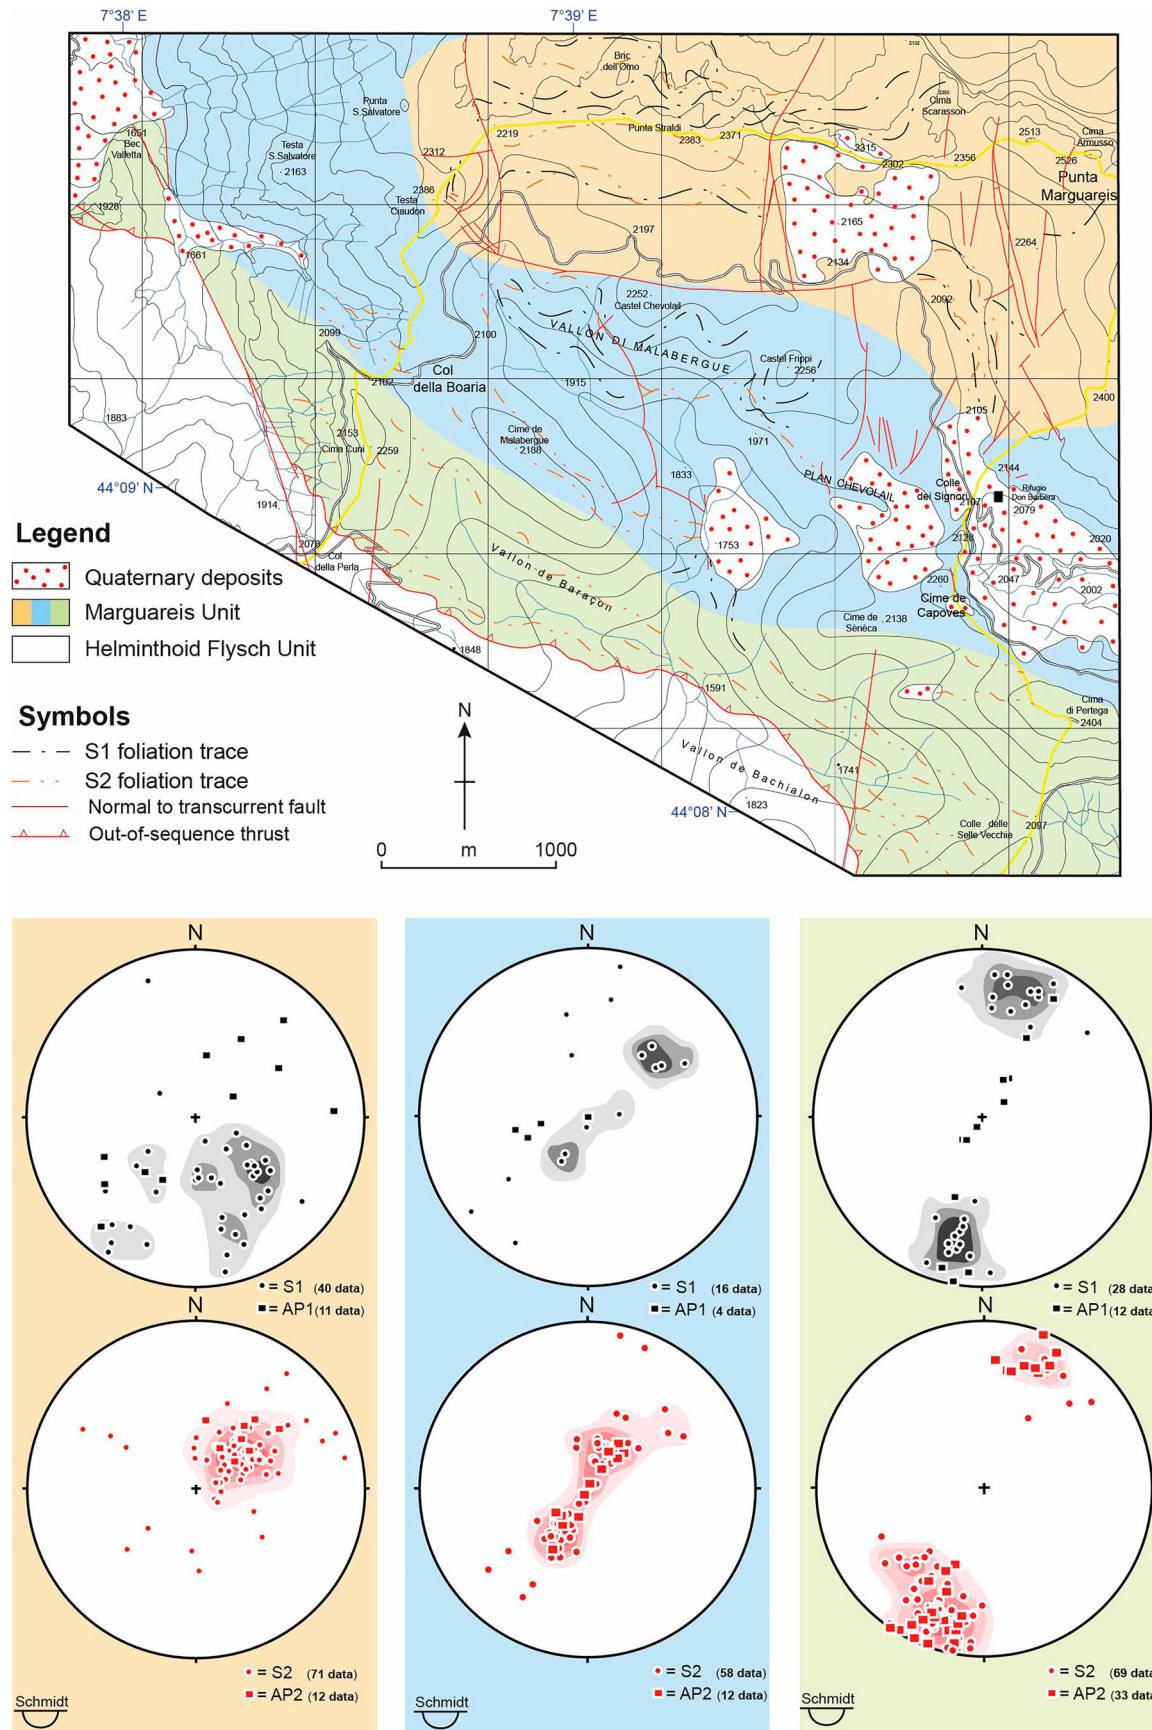 7°38’ E
7°39’ E
Bric
dell'Omo
2132
Punta
S.Salvatore
2355
Cima
Scarasson
1651
Bec
Valletta
2219
Punta Straldi
2383
2371
2513
Cima
Armusso
Testa
S.Salvatore
2163
2312
2315
2302
2356
2526
Punta
Marguareis
2386
Testa
Ciaudon
1928
2165
2197
2264
1661
2134
2252
Castel Chevolail
2092
2099
2100
VALLON DI MALABERGUE
Castel Frippi
2256
Col
della Boaria
2102
1915
2400
1883
2105
2153
Cima Cuni
2259
Cime de
Malabergue
2188
1971
44°09’ N
1833
PLAN CHEVOLAIL
2144
Colle
dei Signori
Rifugio
Don Barbera
2107
2079
1914
2076
Col
della Perla
1753
2128
2020
Legend
Vallon de Baraçon
2260
2047
2002
Quaternary deposits
Cime de
Capoves
Marguareis Unit
Cime de
Sènéca
2138
Helminthoid Flysch Unit
1848
1591
Cima
di Pertega
2404
Symbols
N
S1 foliation trace
Vallon de Bachialon
1741
S2 foliation trace
Normal to transcurrent fault
44°08’ N
1823
Out-of-sequence thrust
Colle delle
Selle Vecchie
2097
0 m 1000
N
N
N
= S1 (40 data)
= AP1 (11 data)
= S1 (16 data)
= AP1 (4 data)
= S1 (28 data)
= AP1 (12 data)
N
N
N
= S2 (71 data)
= AP2 (12 data)
= S2 (58 data)
= AP2 (12 data)
= S2 (69 data)
= AP2 (33 data)
Schmidt
Schmidt
Schmidt